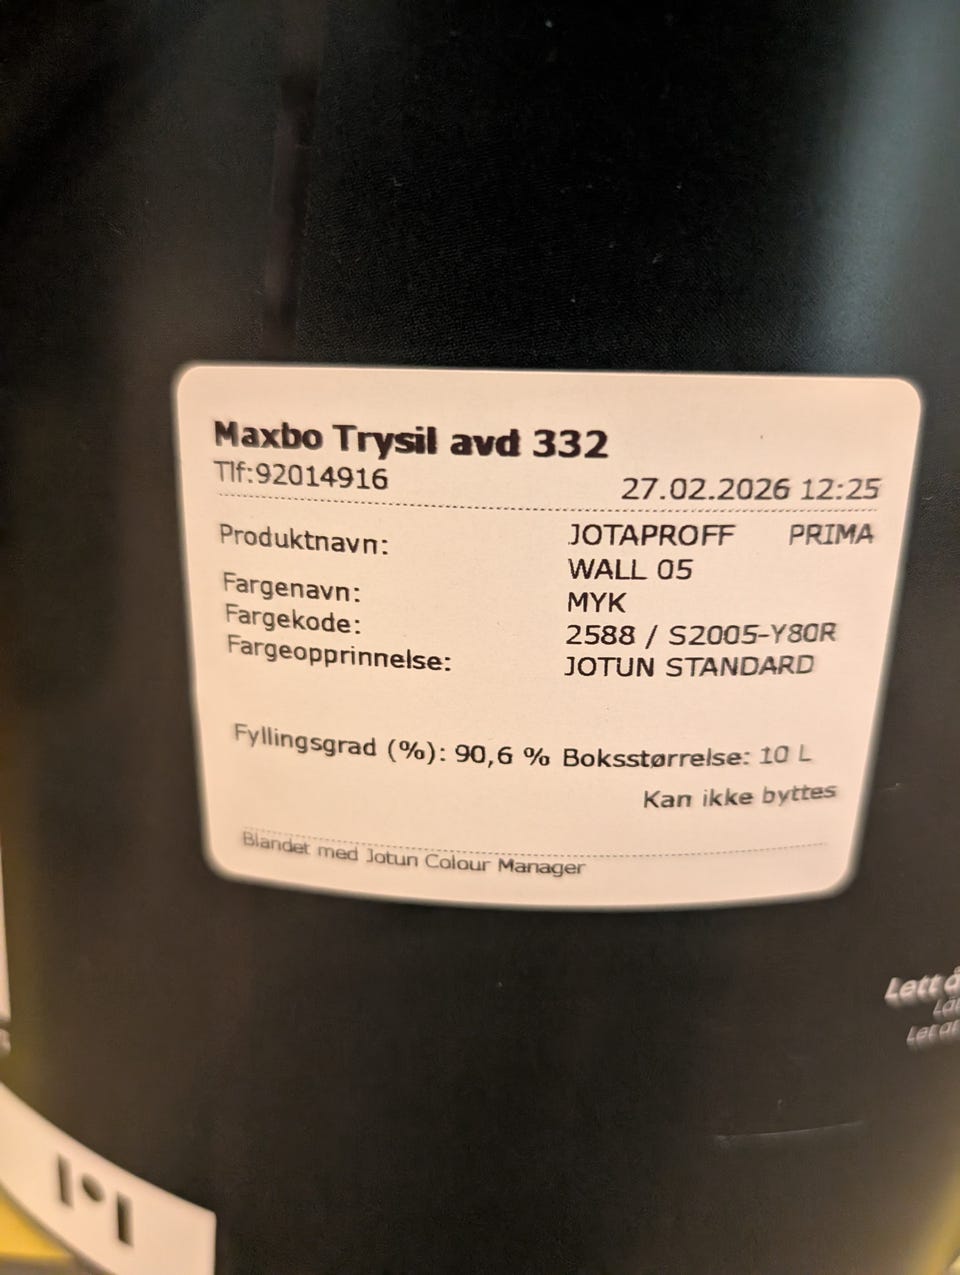 Maxbo Trysil avd 332
Tlf:92014916 27.02.2026 12:25
Produktnavn: JOTAPROFF PRIMA
WALL 05
Fargenavn: MYK
Fargekode: 2588 / S2005-Y80R
Fargeopprinnelse: JOTUN STANDARD
Fyllingsgrad (%): 90,6 % Boksstørrelse: 10 L
Kan ikke byttes
Blandet med Jotun Colour Manager
Lett